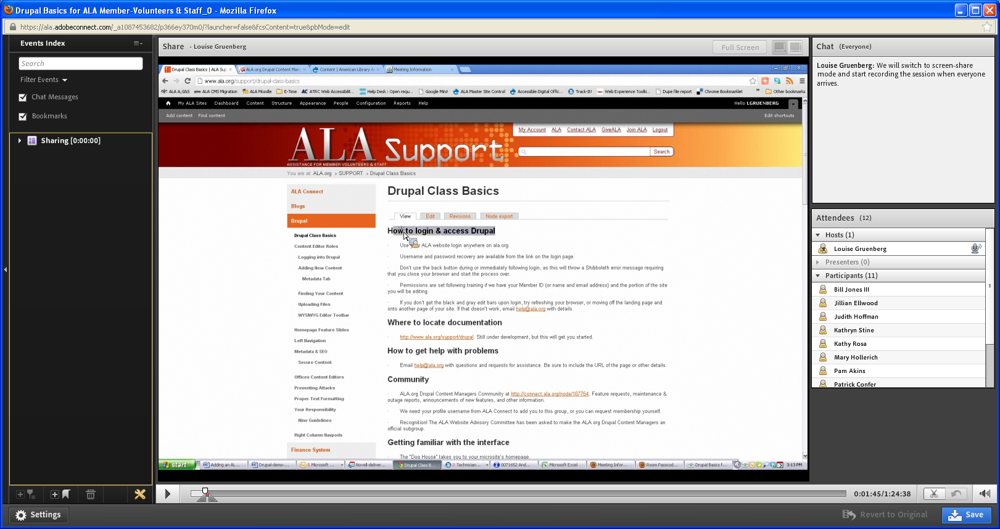 Drupal Basics for ALA Member-Volunteers & Staff_0 - Mozilla Firefox
https://ala.adobeconnect.com/_a1087453682/p366ey370m0/?launcher=false&fcsContent=true&pbMode=edit
Events Index
Search
Filter Events
Chat Messages
Bookmarks
Sharing [0:00:00]
Share - Louise Gruenberg
Full Screen
Drupal Class Basics | ALA Sup
ALA.org Drupal Content Man
Content | American Library A
Meeting Information
www.ala.org/support/drupal-class-basics
ALA A,G&S
ALA CMS Migration
ALA Moodle
E-Time
ATRC Web Accessibilit...
Help Desk : Open requ...
Google Mini!
ALA Master Site Control
Accessible Digital Offic...
Track-It!
Web Experience Toolki...
Dupe file report
Chrome Bookmarklet
»
Other bookmarks
My ALA Sites Dashboard Content Structure Appearance People Configuration Reports Help
Hello LGRUENBERG
Add content Find content
Edit shortcuts
ALA Support
ASSISTANCE FOR MEMBER-VOLUNTEERS & STAFF
My Account ALA Contact ALA GiveALA Join ALA Logout
Search
You are at: ALA.org » SUPPORT » Drupal Class Basics
ALA Connect
Blogs
Drupal
Drupal Class Basics
Content Editor Roles
Logging into Drupal
Adding New Content
Metadata Tab
Finding Your Content
Uploading Files
WYSIWYG Editor Toolbar
Homepage Feature Slides
Left Navigation
Metadata & SEO
Secure Content
Offices Content Editors
Preventing Attacks
Proper Text Formatting
Your Responsibility
Nine Guidelines
Right Column Navpods
Finance System
Drupal Class Basics
View Edit Revisions Node export
How to login & access Drupal
· Use your ALA website login anywhere on ala.org.
· Username and password recovery are available from the link on the login page.
· Don't use the back button during or immediately following login, as this will throw a Shibboleth error message requiring
that you close your browser and start the process over.
· Permissions are set following training if we have your Member ID (or name and email address) and the portion of the site
you will be editing.
· If you don't get the black and gray edit bars upon login, try refreshing your browser, or moving off the landing page and
onto another page of your site. If that doesn't work, email help@ala.org with details.
Where to locate documentation
· http://www.ala.org/support/drupal. Still under development, but this will get you started.
How to get help with problems
· Email help@ala.org with questions and requests for assistance. Be sure to include the URL of the page or other details.
Community
· ALA.org Drupal Content Managers Community at http://connect.ala.org/node/187764. Feature requests, maintenance &
outage reports, announcements of new features, and other information.
· We need your profile username from ALA Connect to add you to this group, or you can request membership yourself.
· Recognition! The ALA Website Advisory Committee has been asked to make the ALA.org Drupal Content Managers an
official subgroup.
Getting familiar with the interface
· The "Dog House" takes you to your microsite's homepage.
start
Adding an AL...
Drupal-demo-...
5 Microsoft ...
Novell-deliver...
Drupal Class B...
2 Technician...
0071652 And...
Microsoft Excel
Meeting Infor...
Room Passcod...
Drupal Basics f...
3:13 PM
Chat (Everyone)
Louise Gruenberg: We will switch to screen-share
mode and start recording the session when everyone
arrives.
Attendees (12)
Hosts (1)
Louise Gruenberg
Presenters (0)
Participants (11)
Bill Jones III
Jillian Ellwood
Judith Hoffman
Kathryn Stine
Kathy Rosa
Mary Hollerich
Pam Akins
Patrick Confer
0:01:45/1:24:38
Settings
Revert to Original
Save